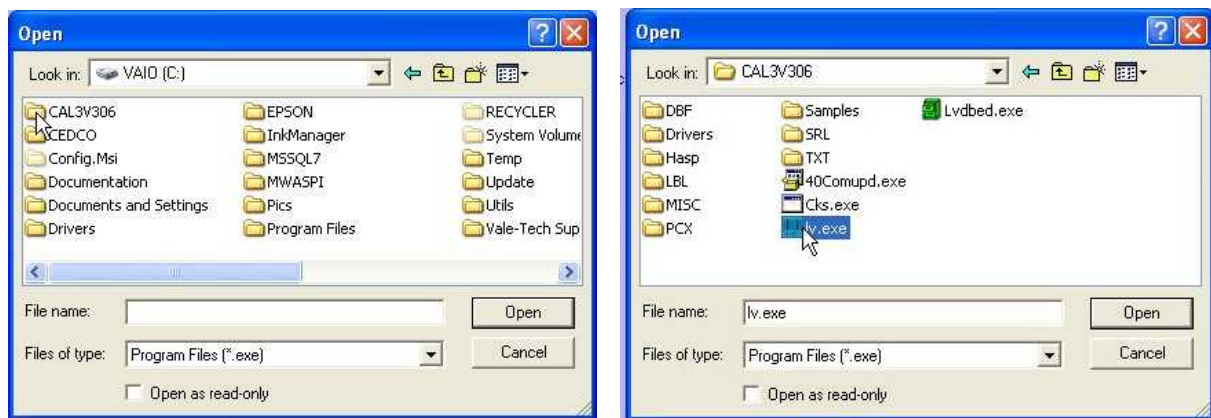 Open
Look in: VAIO (C:)
CAL3V306 EPSON RECYCLER
CEDCO InkManager System Volume
Config.Msi MSSQL7 Temp
Documentation MWASPI Update
Documents and Settings Pics Utils
Drivers Program Files Vale-Tech Sup
File name: Open
Files of type: Program Files (*.exe) Cancel
Open as read-only
Open
Look in: CAL3V306
DBF Samples Lvdbed.exe
Drivers SRL
Hasp TXT
LBL 40Comupd.exe
MISC Cks.exe
PCX lv.exe
File name: lv.exe Open
Files of type: Program Files (*.exe) Cancel
Open as read-only